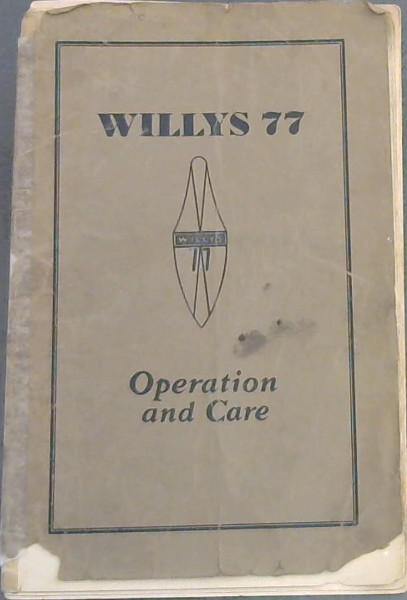 WILLYS 77
WILLYS
77
Operation
and Care